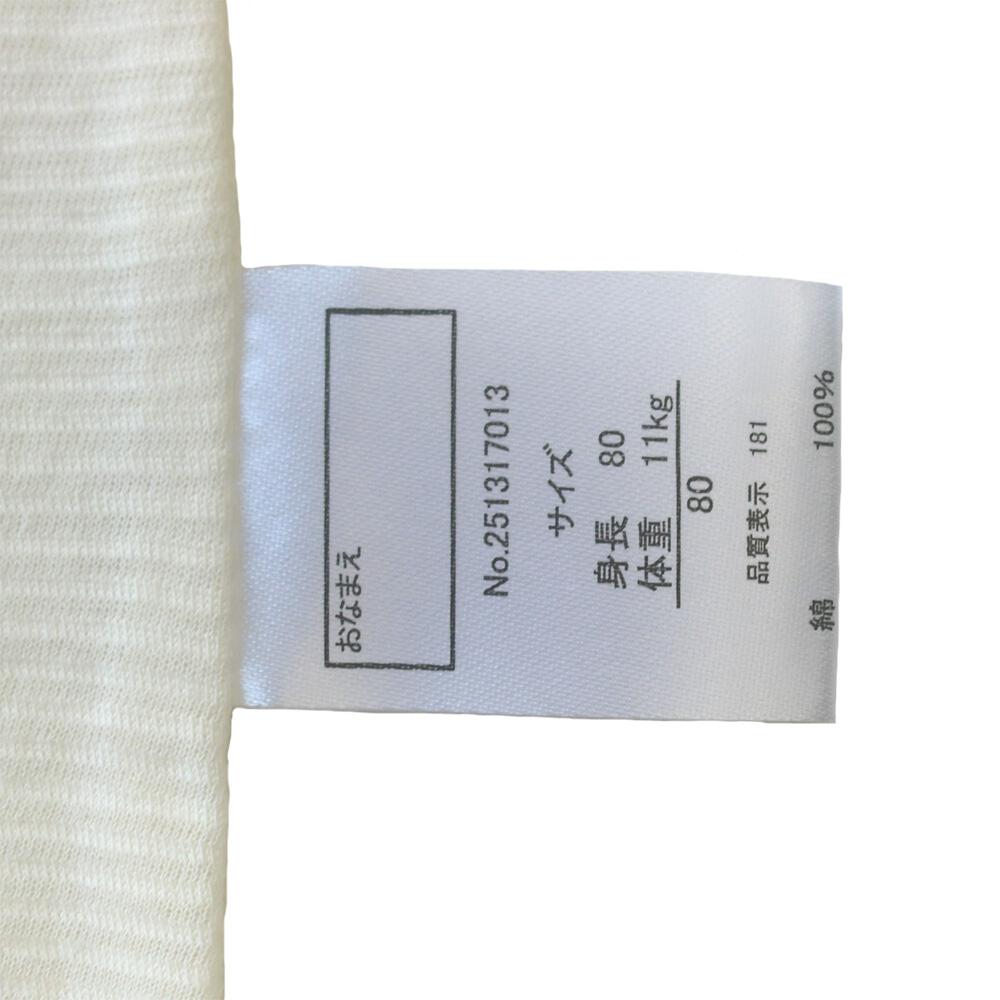 おなまえ
No.251317013
サイズ
身長 80
体重 11kg
80
品質表示 181
綿 100%